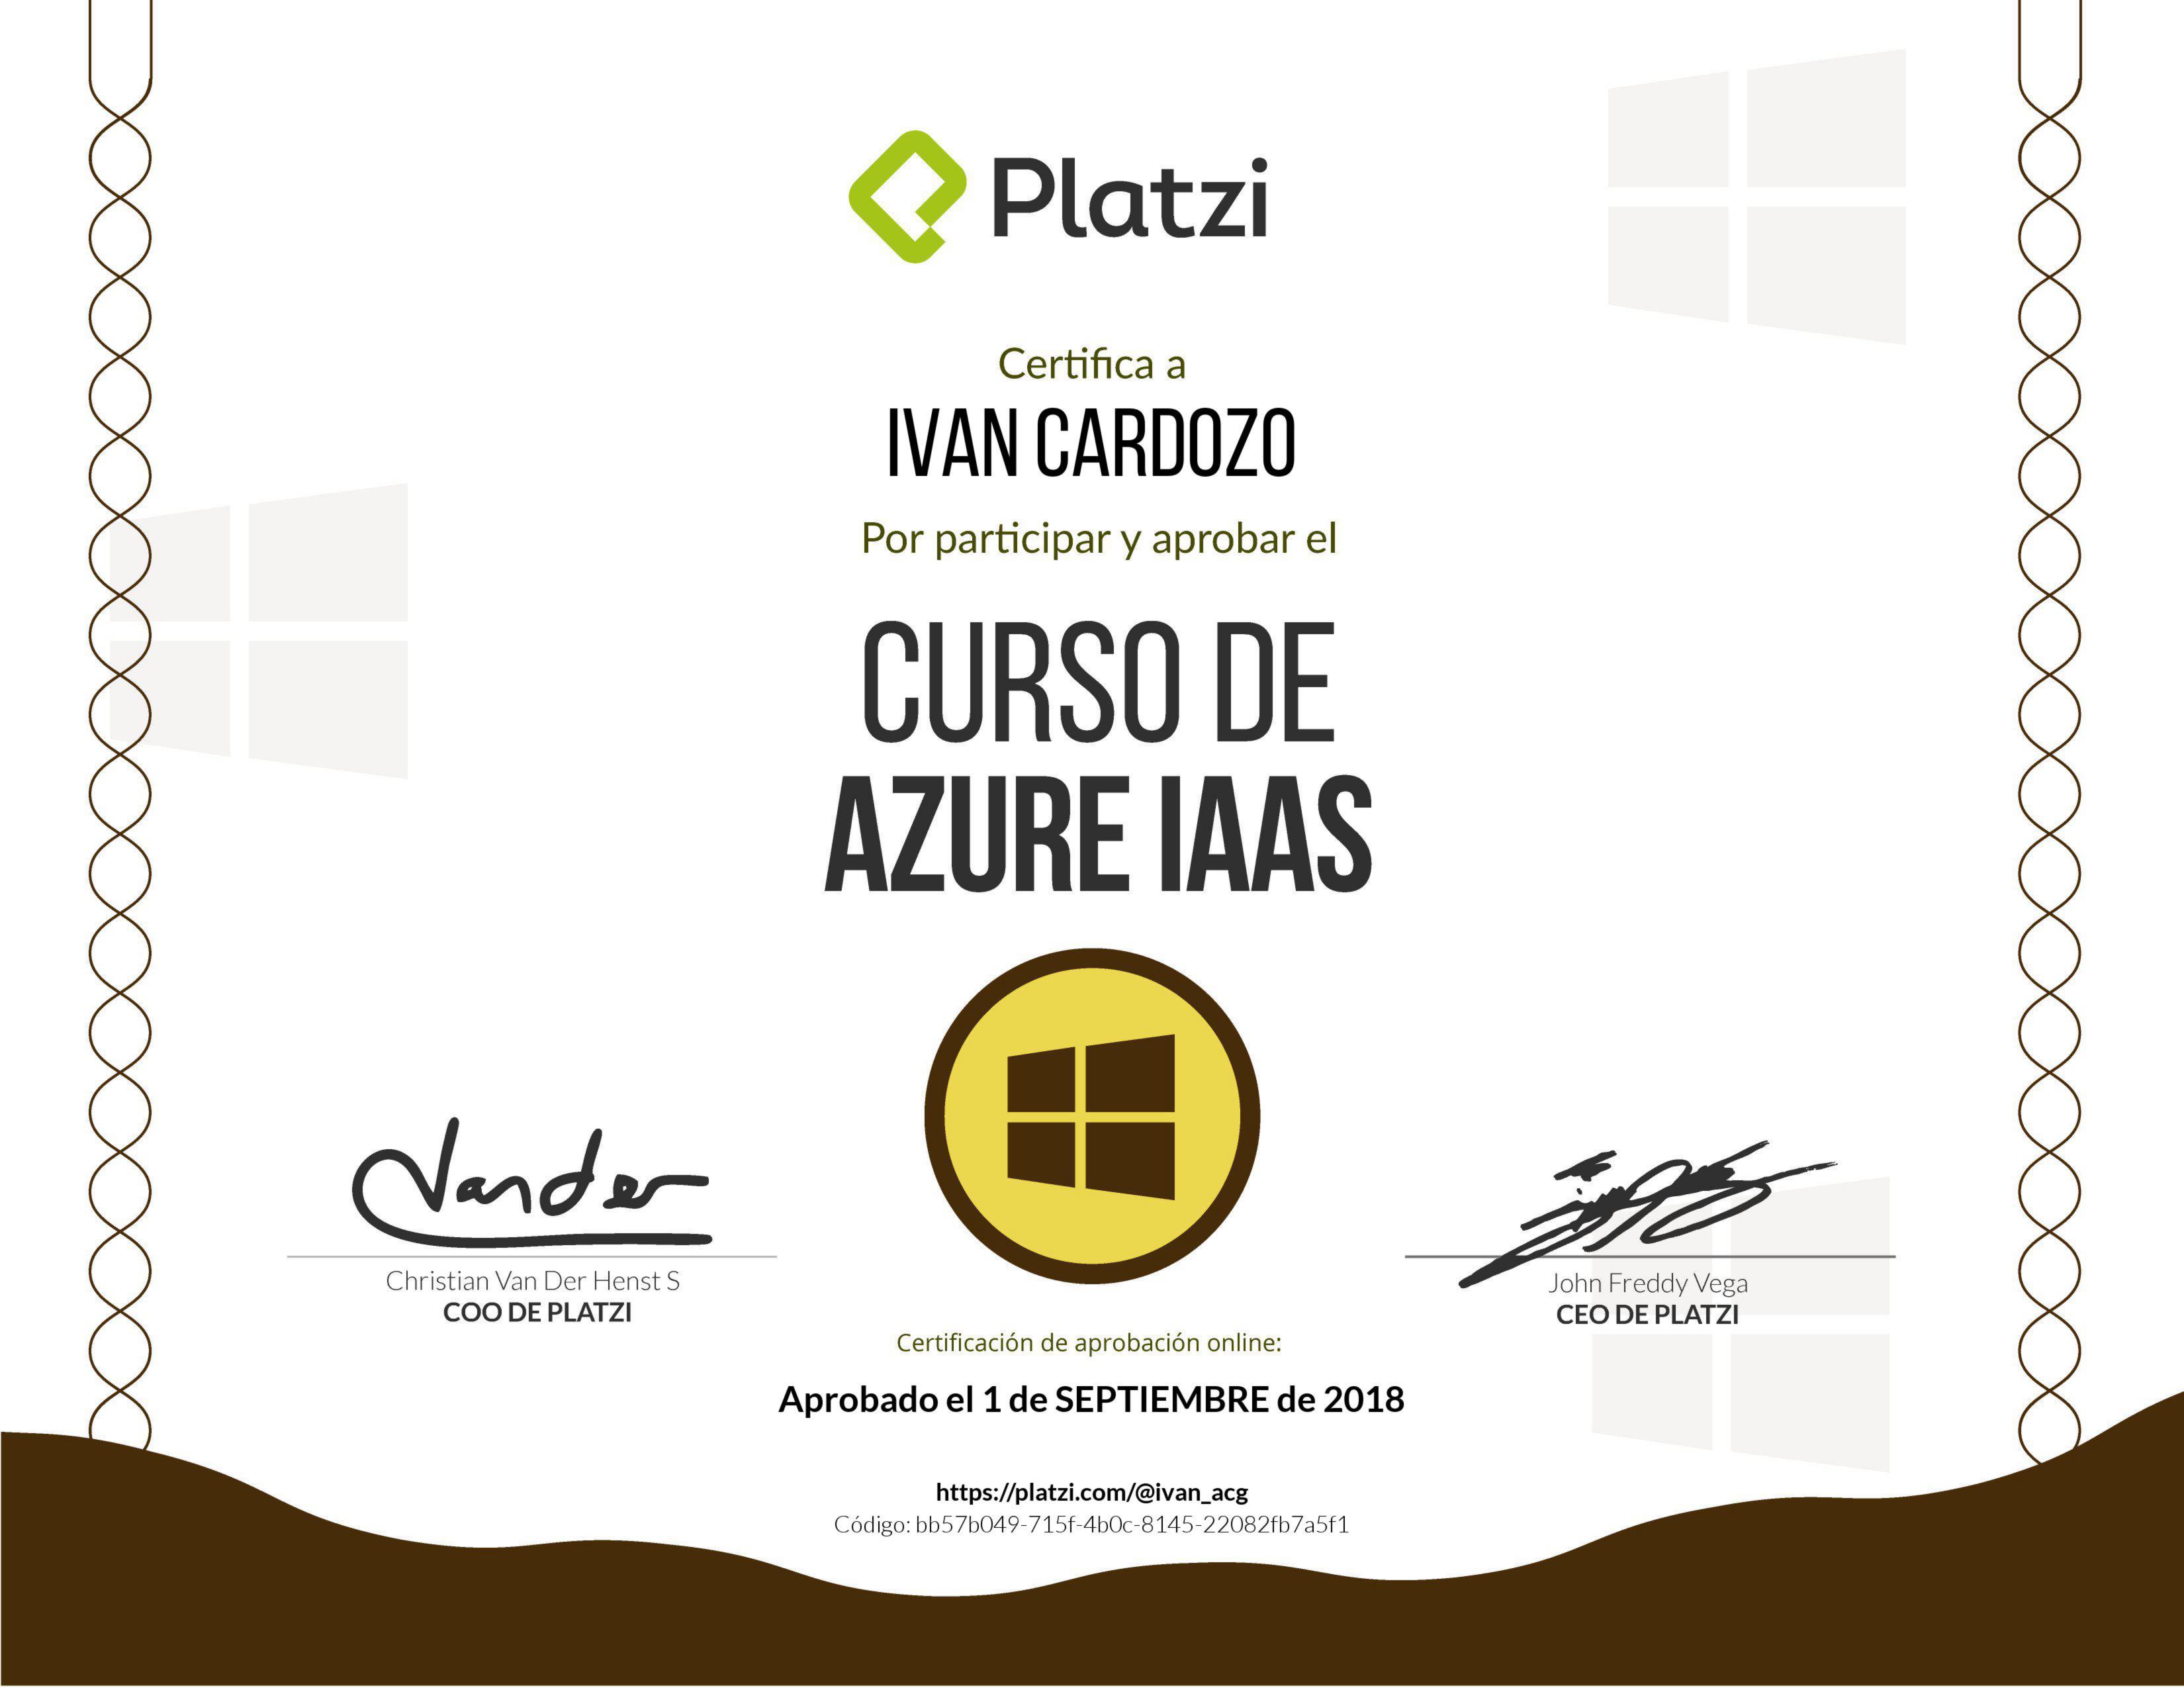 Platzi
Certifica a
IVAN CARDOZO
Por participar y aprobar el
CURSO DE
AZURE IAAS
Vander
Christian Van Der Henst S
COO DE PLATZI
John Freddy Vega
CEO DE PLATZI
Certificación de aprobación online:
Aprobado el 1 de SEPTIEMBRE de 2018
https://platzi.com/@ivan_acg
Código: bb57b049-715f-4b0c-8145-22082fb7a5f1